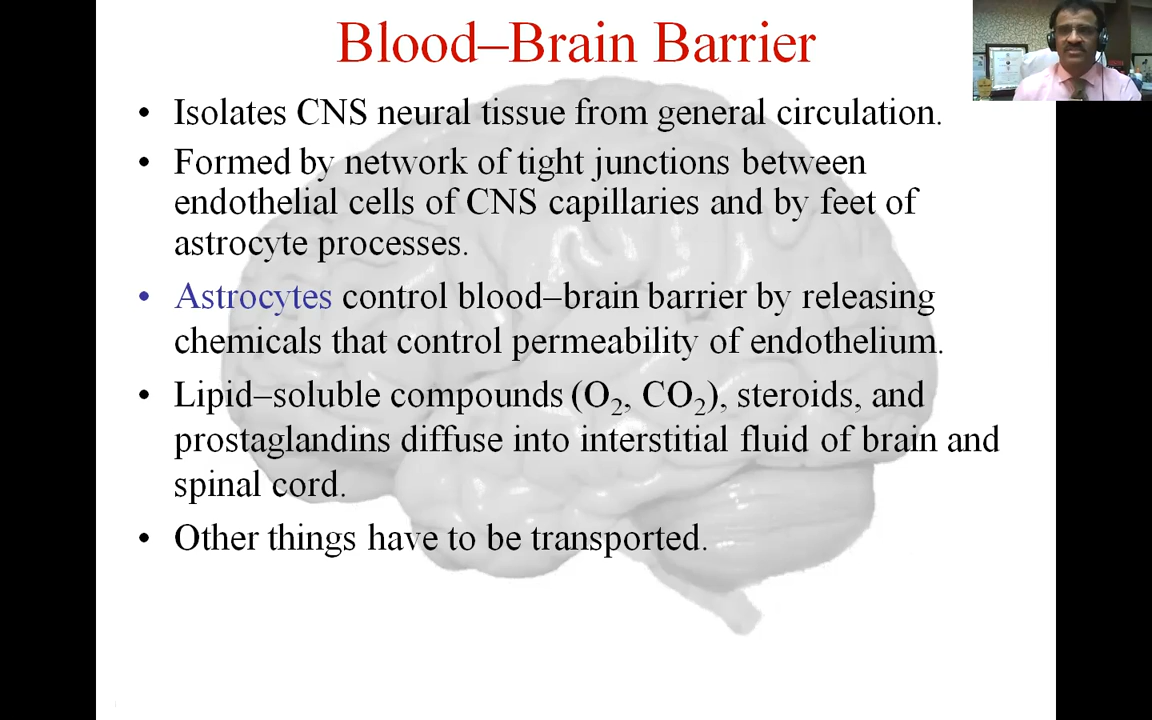 Blood–Brain Barrier
• Isolates CNS neural tissue from general circulation.
• Formed by network of tight junctions between
endothelial cells of CNS capillaries and by feet of
astrocyte processes.
• Astrocytes control blood–brain barrier by releasing
chemicals that control permeability of endothelium.
• Lipid–soluble compounds (O₂, CO₂), steroids, and
prostaglandins diffuse into interstitial fluid of brain and
spinal cord.
• Other things have to be transported.